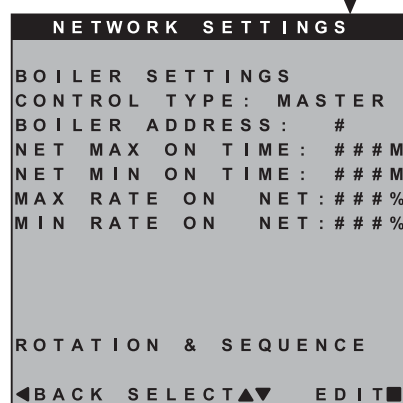 NETWORK SETTINGS
BOILER SETTINGS
CONTROL TYPE: MASTER
BOILER ADDRESS: #
NET MAX ON TIME: ###M
NET MIN ON TIME: ###M
MAX RATE ON NET:###%
MIN RATE ON NET:###%
ROTATION & SEQUENCE
◀BACK SELECT▲▼ EDIT■